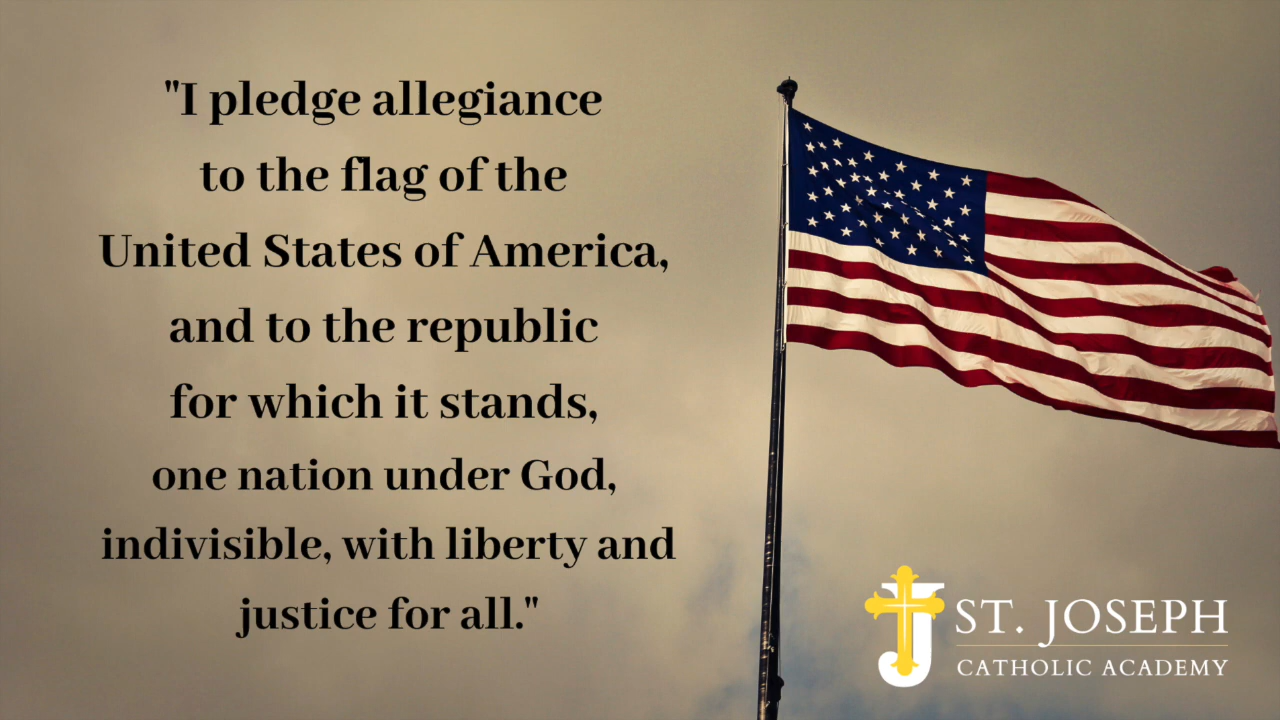 "I pledge allegiance
to the flag of the
United States of America,
and to the republic
for which it stands,
one nation under God,
indivisible, with liberty and
justice for all."
ST. JOSEPH
CATHOLIC ACADEMY